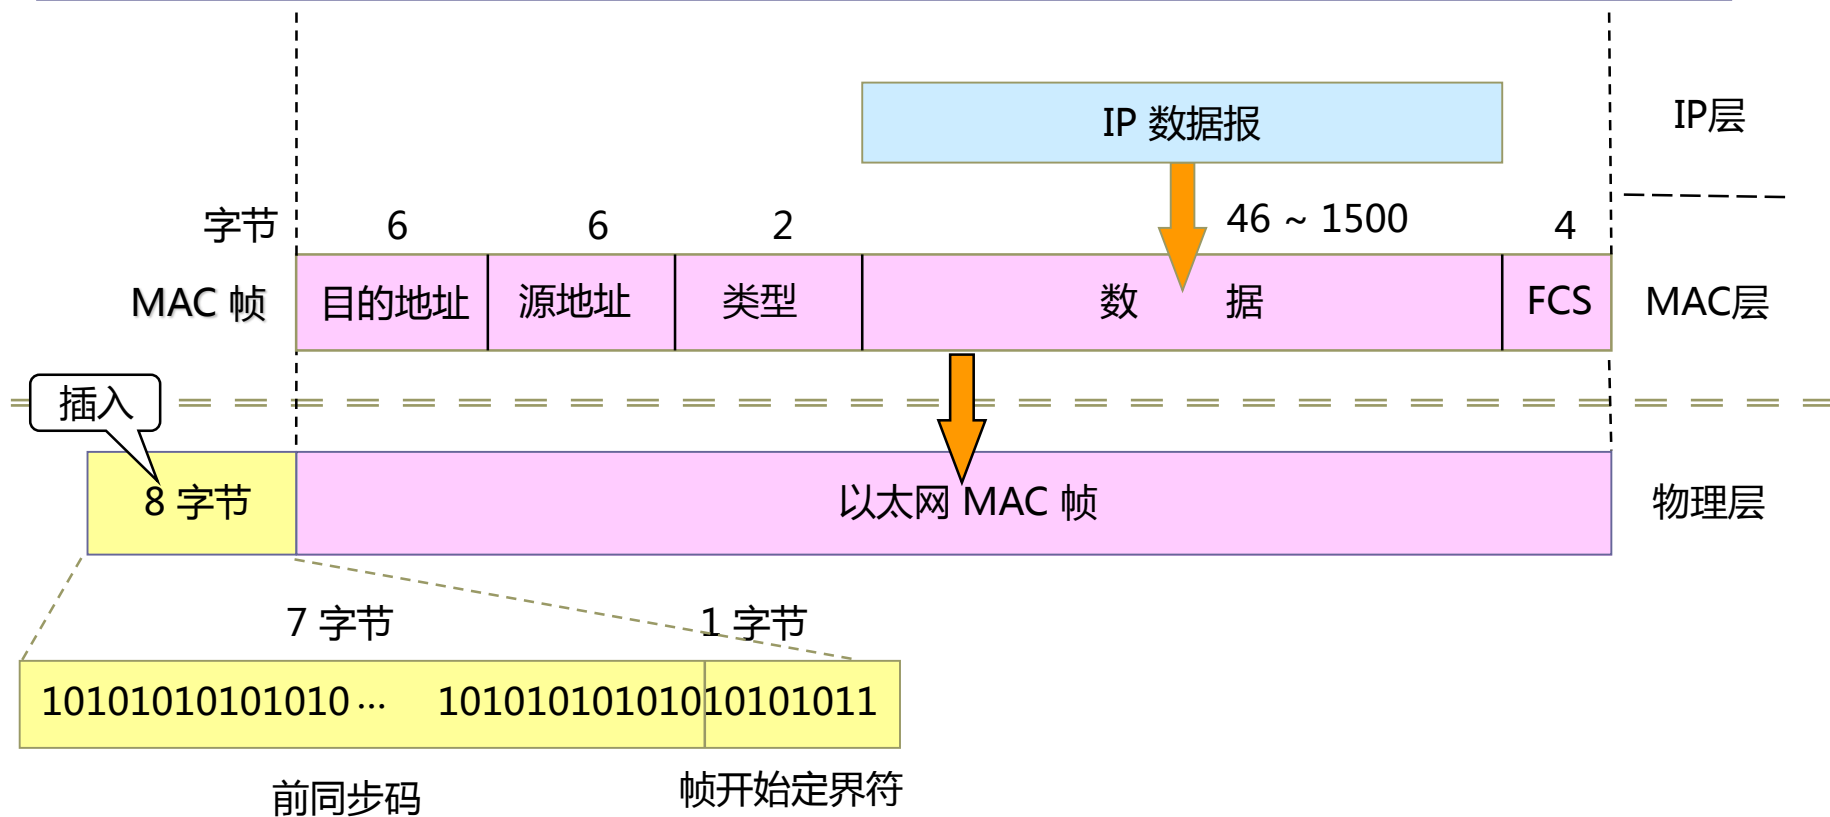 IP 数据报
IP层
字节 6 6 2 46 ~ 1500 4
MAC 帧 目的地址 源地址 类型 数 据 FCS MAC层
插入
8 字节 以太网 MAC 帧 物理层
7 字节 1 字节
10101010101010 ··· 10101010101010101011
前同步码 帧开始定界符